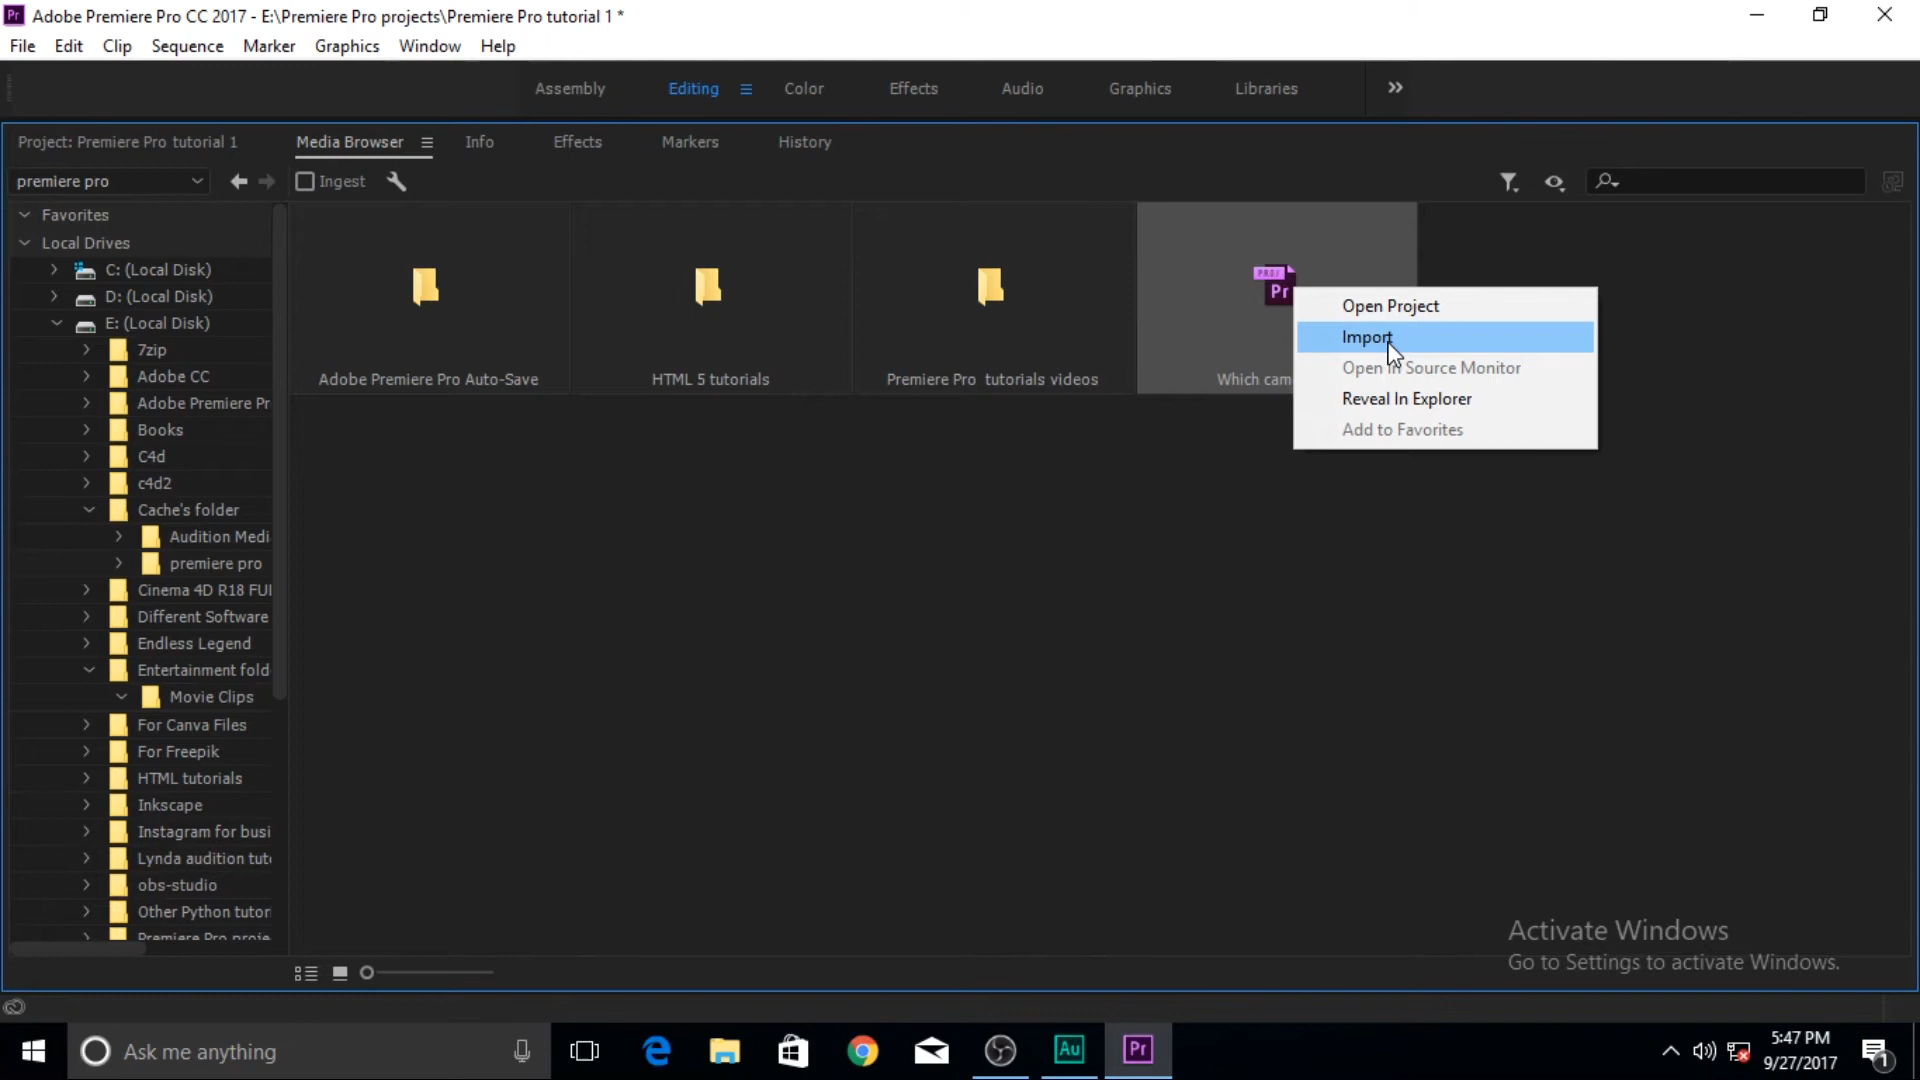 Pr Adobe Premiere Pro CC 2017 - E:\Premiere Pro projects\Premiere Pro tutorial 1 *
File Edit Clip Sequence Marker Graphics Window Help
Assembly Editing Color Effects Audio Graphics Libraries
Project: Premiere Pro tutorial 1 Media Browser Info Effects Markers History
premiere pro Ingest
Favorites
Local Drives
C: (Local Disk)
D: (Local Disk)
E: (Local Disk)
7zip
Adobe CC
Adobe Premiere Pr
Books
C4d
c4d2
Cache's folder
Audition Medi
premiere pro
Cinema 4D R18 FUI
Different Software
Endless Legend
Entertainment fold
Movie Clips
For Canva Files
For Freepik
HTML tutorials
Inkscape
Instagram for busi
Lynda audition tuto
obs-studio
Other Python tutor
Premiere Pro proje
Adobe Premiere Pro Auto-Save
HTML 5 tutorials
Premiere Pro tutorials videos
PROJ
Pr
Which cam
Open Project
Import
Open in Source Monitor
Reveal In Explorer
Add to Favorites
Activate Windows
Go to Settings to activate Windows.
Ask me anything
Au
Pr
5:47 PM
9/27/2017
1